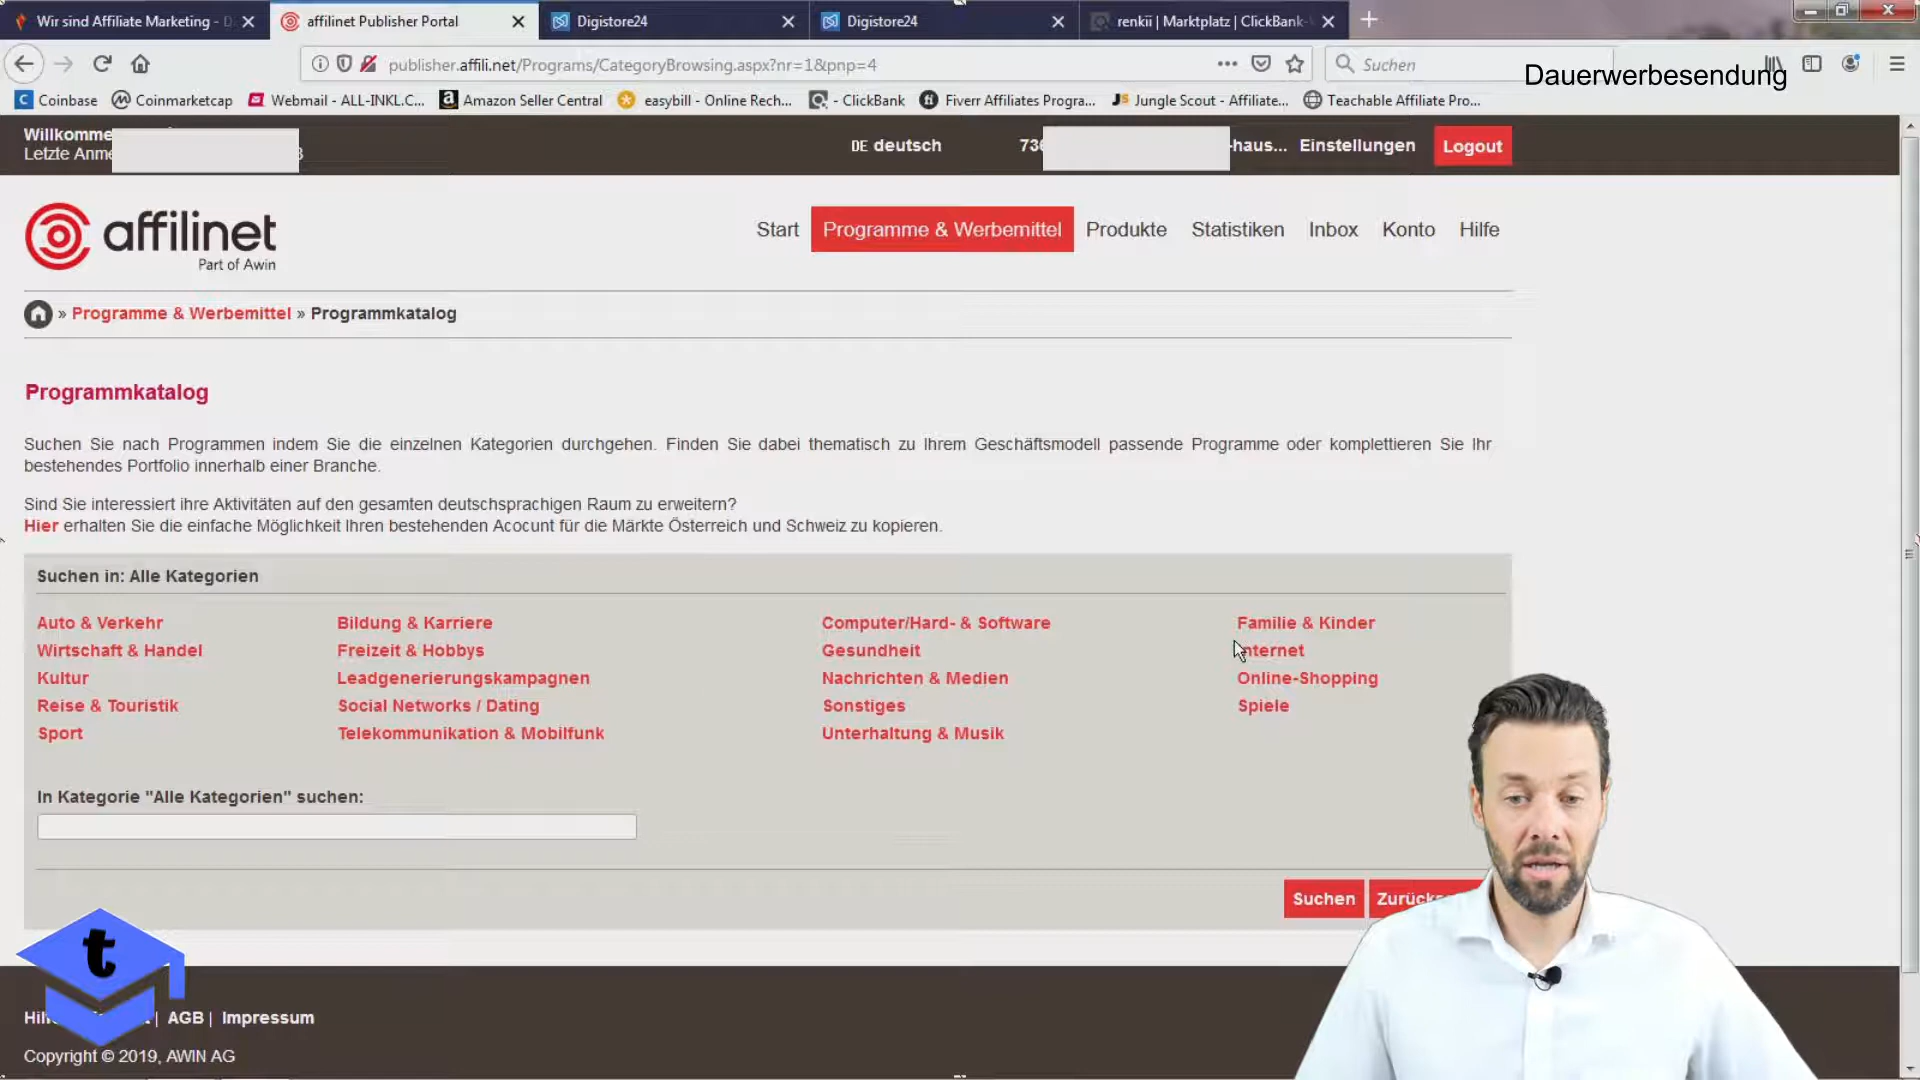 Wir sind Affiliate Marketing - D
affilinet Publisher Portal
Digistore24
Digistore24
renkii | Marktplatz | ClickBank-
publisher.affili.net/Programs/CategoryBrowsing.aspx?nr=1&pnp=4
Suchen
Dauerwerbesendung
Coinbase
Coinmarketcap
Webmail - ALL-INKL.C...
Amazon Seller Central
easybill - Online Rech...
- ClickBank
Fiverr Affiliates Progra...
Jungle Scout - Affiliate...
Teachable Affiliate Pro...
Willkomme
Letzte Anme
DE deutsch
736
-haus...
Einstellungen
Logout
affilinet
Part of Awin
Start
Programme & Werbemittel
Produkte
Statistiken
Inbox
Konto
Hilfe
» Programme & Werbemittel » Programmkatalog
Programmkatalog
Suchen Sie nach Programmen indem Sie die einzelnen Kategorien durchgehen. Finden Sie dabei thematisch zu Ihrem Geschäftsmodell passende Programme oder komplettieren Sie Ihr
bestehendes Portfolio innerhalb einer Branche.
Sind Sie interessiert ihre Aktivitäten auf den gesamten deutschsprachigen Raum zu erweitern?
Hier erhalten Sie die einfache Möglichkeit Ihren bestehenden Acocunt für die Märkte Österreich und Schweiz zu kopieren.
Suchen in: Alle Kategorien
Auto & Verkehr
Bildung & Karriere
Computer/Hard- & Software
Familie & Kinder
Wirtschaft & Handel
Freizeit & Hobbys
Gesundheit
Internet
Kultur
Leadgenerierungskampagnen
Nachrichten & Medien
Online-Shopping
Reise & Touristik
Social Networks / Dating
Sonstiges
Spiele
Sport
Telekommunikation & Mobilfunk
Unterhaltung & Musik
In Kategorie "Alle Kategorien" suchen:
Suchen
Zurücks
t
| AGB | Impressum
Copyright © 2019, AWIN AG